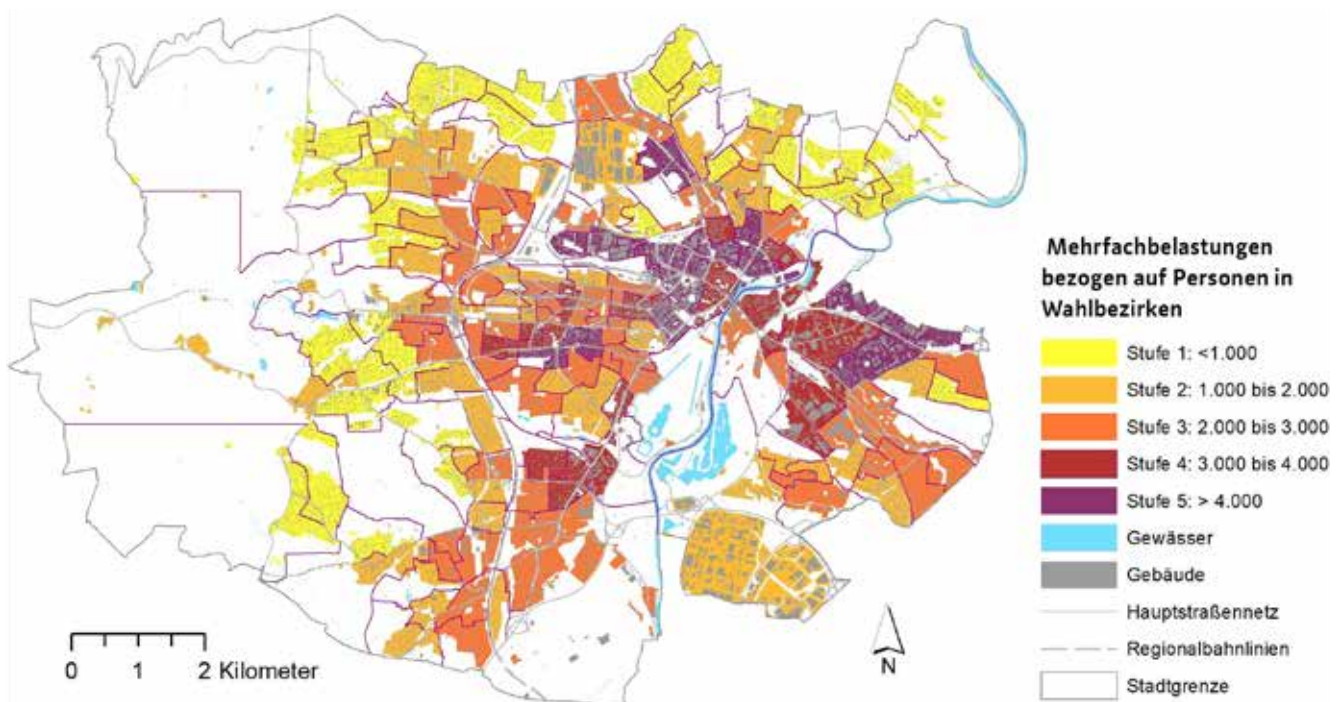 Mehrfachbelastungen
bezogen auf Personen in
Wahlbezirken
Stufe 1: <1.000
Stufe 2: 1.000 bis 2.000
Stufe 3: 2.000 bis 3.000
Stufe 4: 3.000 bis 4.000
Stufe 5: > 4.000
Gewässer
Gebäude
Hauptstraßennetz
Regionalbahnlinien
Stadtgrenze
0 1 2 Kilometer
N